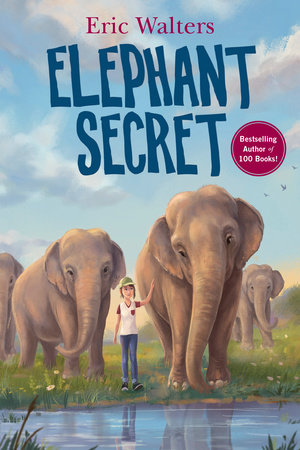 Eric Walters
ELEPHANT
SECRET
Bestselling
Author of
100 Books!